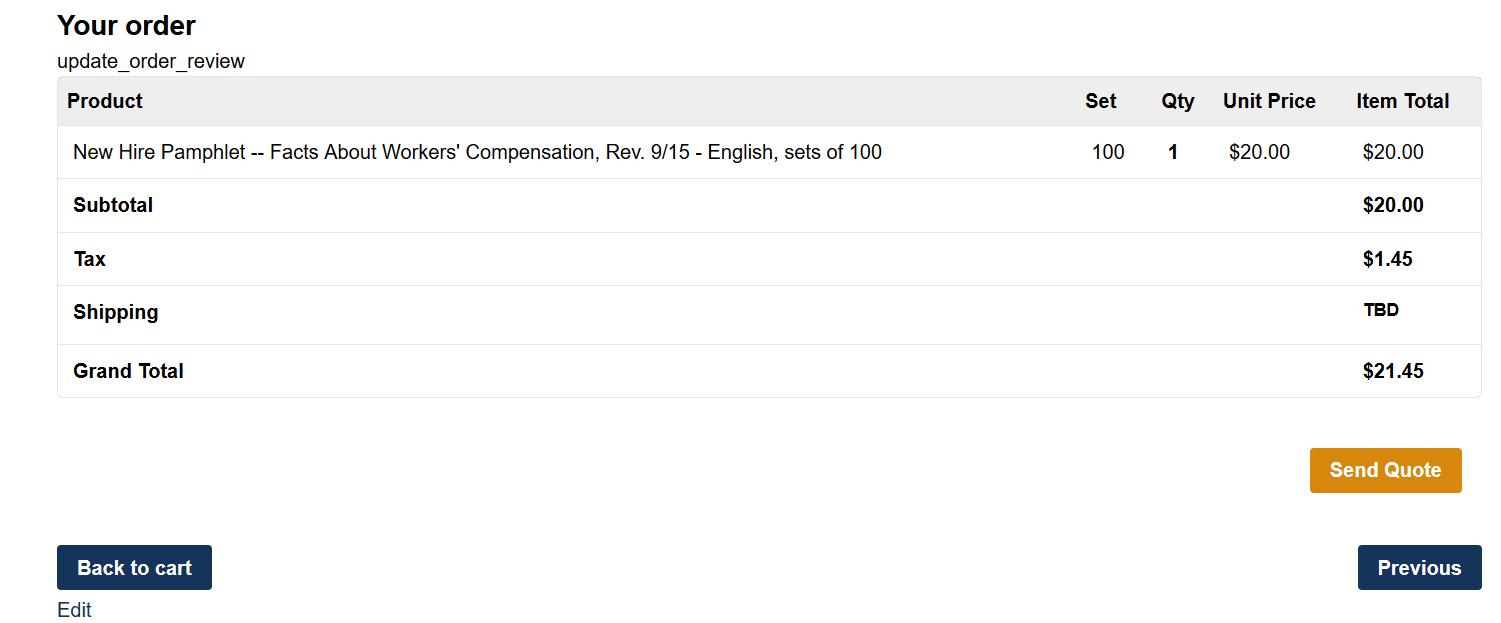 Your order
update_order_review
Product Set Qty Unit Price Item Total
New Hire Pamphlet -- Facts About Workers' Compensation, Rev. 9/15 - English, sets of 100 100 1 $20.00 $20.00
Subtotal $20.00
Tax $1.45
Shipping TBD
Grand Total $21.45
Send Quote
Back to cart Previous
Edit